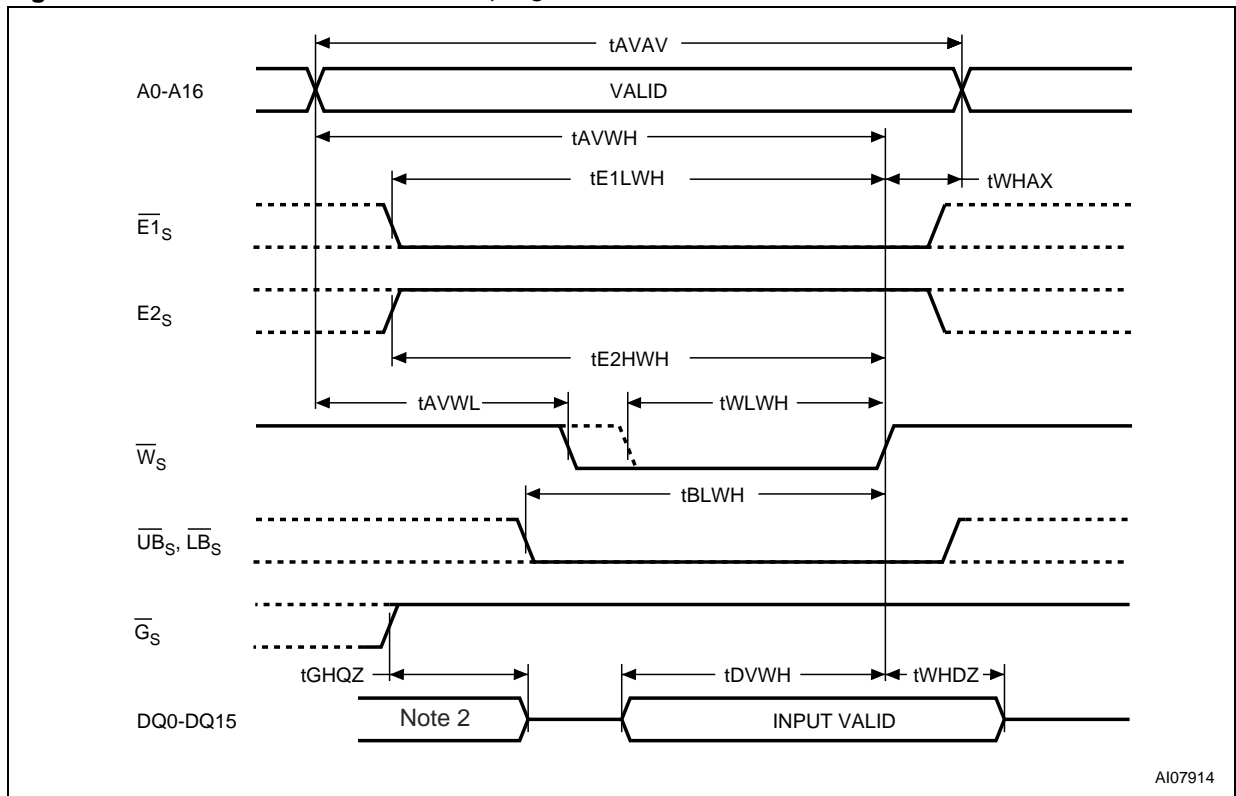 tAVAV
A0-A16 VALID
tAVWH
tE1LWH tWHAX
E1S
E2S
tE2HWH
tAVWL tWLWH
WS
tBLWH
UBS, LBS
GS
tGHQZ tDVWH tWHDZ
DQ0-DQ15 Note 2 INPUT VALID
AI07914